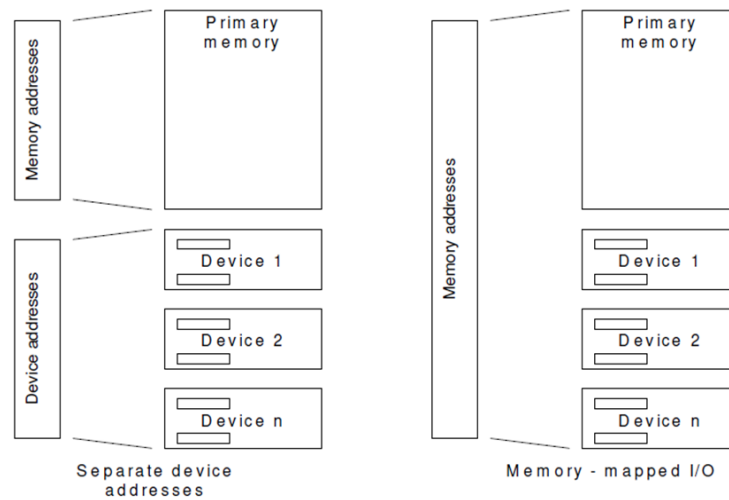 Primary
memory
Memory addresses
Device addresses
Device 1
Device 2
Device n
Separate device
addresses
Primary
memory
Memory addresses
Device 1
Device 2
Device n
Memory - mapped I/O